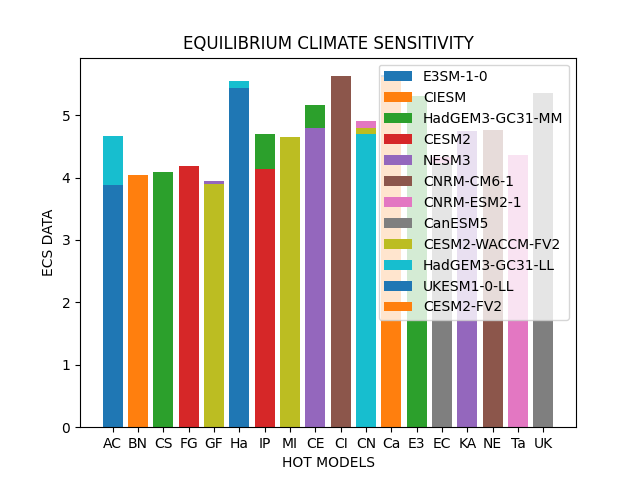 EQUILIBRIUM CLIMATE SENSITIVITY
ECS DATA
5
4
3
2
1
0
E3SM-1-0
CIESM
HadGEM3-GC31-MM
CESM2
NESM3
CNRM-CM6-1
CNRM-ESM2-1
CanESM5
CESM2-WACCM-FV2
HadGEM3-GC31-LL
UKESM1-0-LL
CESM2-FV2
AC BN CS FG GF Ha IP MI CE CI CN Ca E3 EC KA NE Ta UK
HOT MODELS